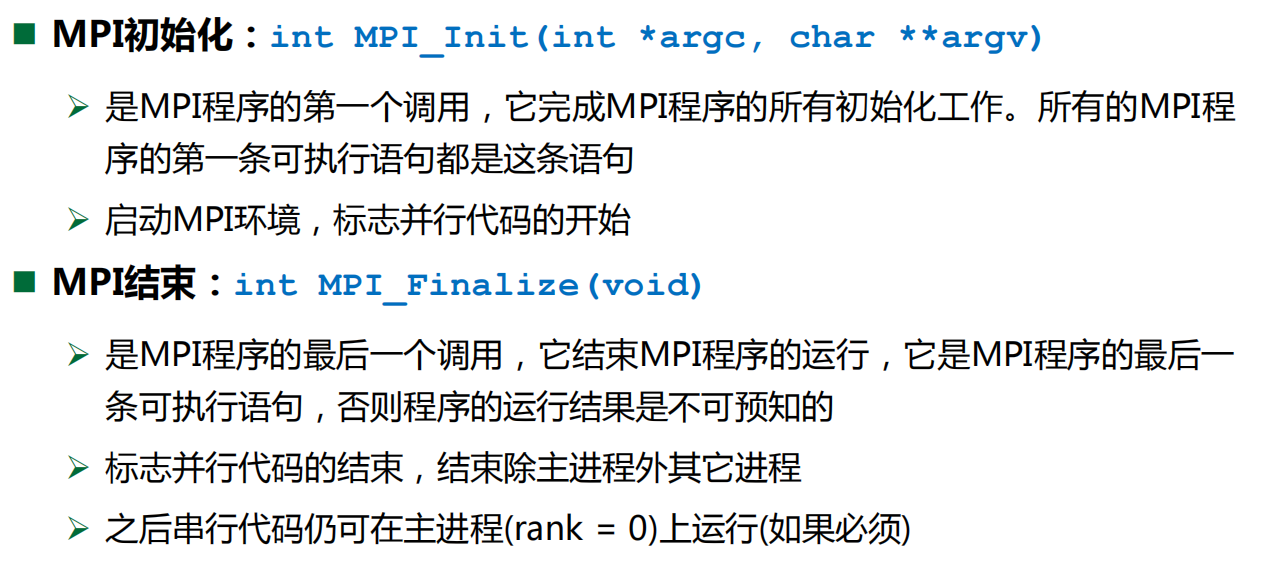 MPI初始化：int MPI_Init(int *argc, char **argv)
是MPI程序的第一个调用，它完成MPI程序的所有初始化工作。所有的MPI程
序的第一条可执行语句都是这条语句
启动MPI环境，标志并行代码的开始
MPI结束：int MPI_Finalize(void)
是MPI程序的最后一个调用，它结束MPI程序的运行，它是MPI程序的最后一
条可执行语句，否则程序的运行结果是不可预知的
标志并行代码的结束，结束除主进程外其它进程
之后串行代码仍可在主进程(rank = 0)上运行(如果必须)